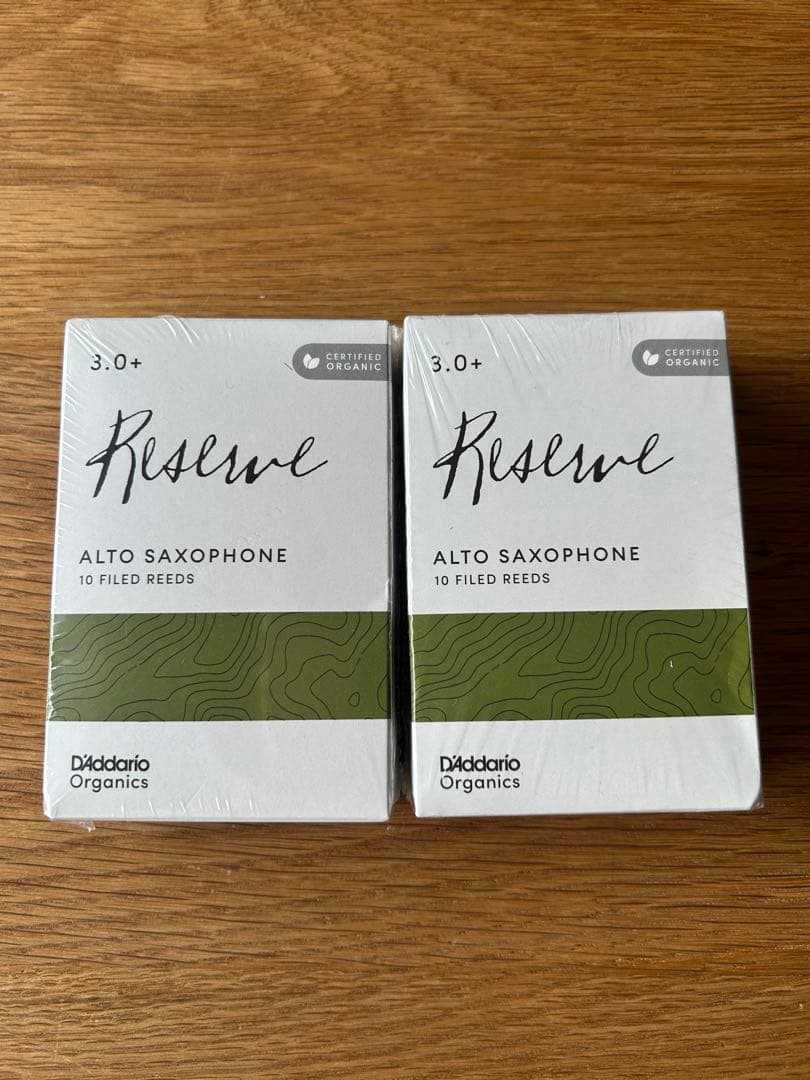 3.0+
CERTIFIED
ORGANIC
Reserve
ALTO SAXOPHONE
10 FILED REEDS
D'Addario
Organics
3.0+
CERTIFIED
ORGANIC
Reserve
ALTO SAXOPHONE
10 FILED REEDS
D'Addario
Organics